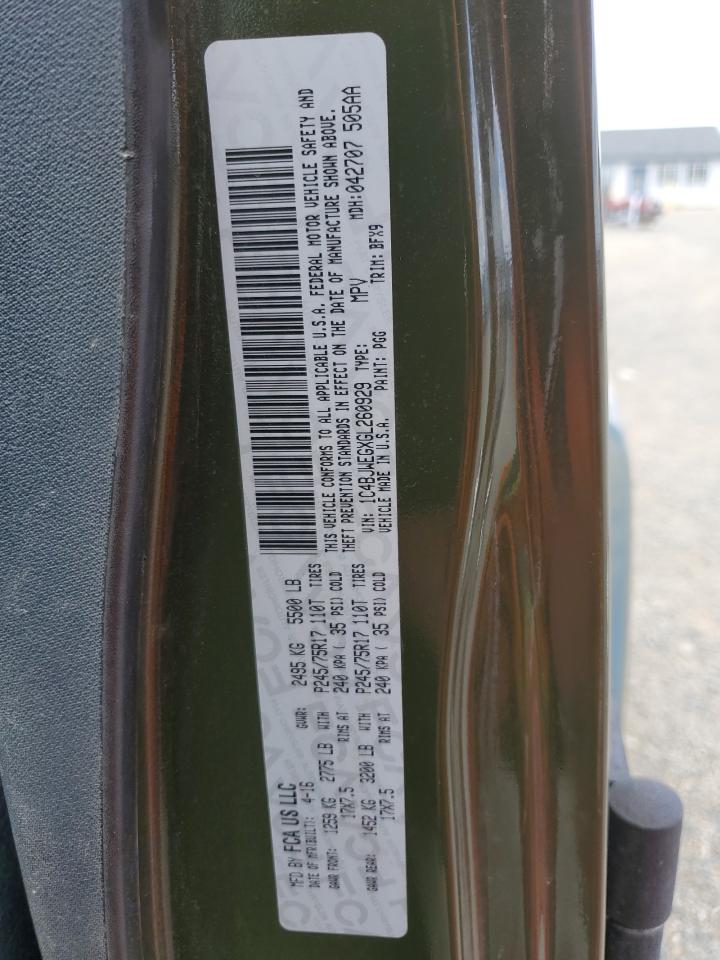 MFD BY FCA US LLC
DATE OF MFR(BUILT): 4-16 GVWR: 2495 KG 5500 LB
GAWR FRONT: 1259 KG 2775 LB WITH P245/75R17 110T TIRES
17X7.5 RIMS AT 240 KPA ( 35 PSI) COLD
GAWR REAR: 1452 KG 3200 LB WITH P245/75R17 110T TIRES
17X7.5 RIMS AT 240 KPA ( 35 PSI) COLD
THIS VEHICLE CONFORMS TO ALL APPLICABLE U.S.A. FEDERAL MOTOR VEHICLE SAFETY AND
THEFT PREVENTION STANDARDS IN EFFECT ON THE DATE OF MANUFACTURE SHOWN ABOVE.
VIN: 1C4BJWEGXGL260929 TYPE: MPV MDH:042707 505AA
VEHICLE MADE IN U.S.A. PAINT: PGG TRIM: BFX9